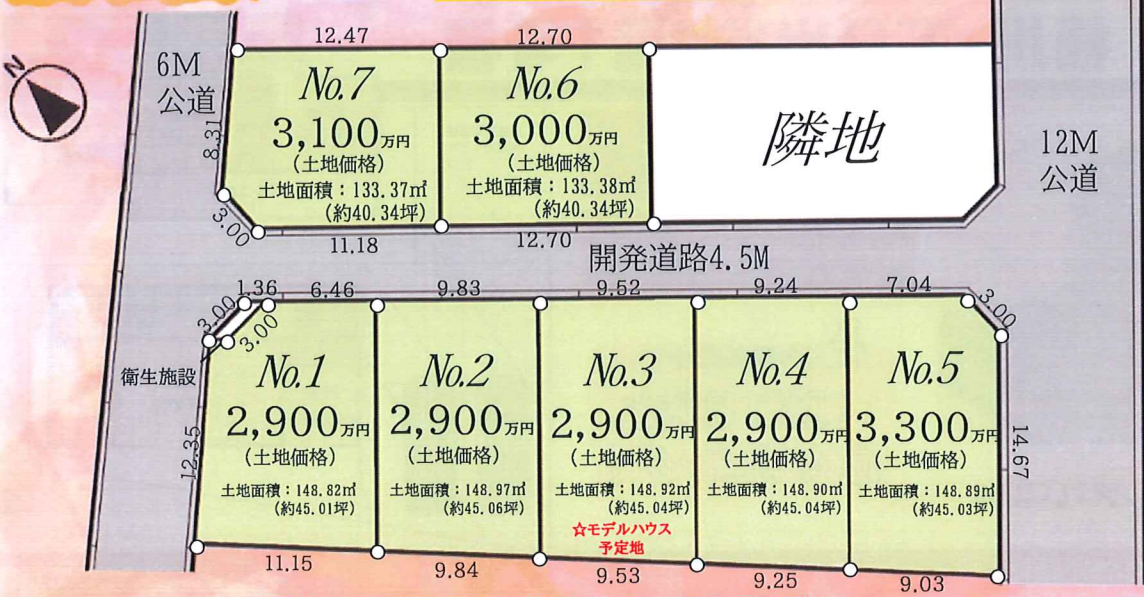 N
6M
公道
12.47
12.70
No.7
3,100万円
(土地価格)
土地面積：133.37㎡
(約40.34坪)
No.6
3,000万円
(土地価格)
土地面積：133.38㎡
(約40.34坪)
隣地
12M
公道
8.31
3.00
11.18
12.70
開発道路4.5M
3.00
1.36
6.46
9.83
9.52
9.24
7.04
3.00
3.00
衛生施設
No.1
2,900万円
(土地価格)
土地面積：148.82㎡
(約45.01坪)
No.2
2,900万円
(土地価格)
土地面積：148.97㎡
(約45.06坪)
No.3
2,900万円
(土地価格)
土地面積：148.92㎡
(約45.04坪)
☆モデルハウス
予定地
No.4
2,900万円
(土地価格)
土地面積：148.90㎡
(約45.04坪)
No.5
3,300万円
(土地価格)
土地面積：148.89㎡
(約45.03坪)
12.35
14.67
11.15
9.84
9.53
9.25
9.03